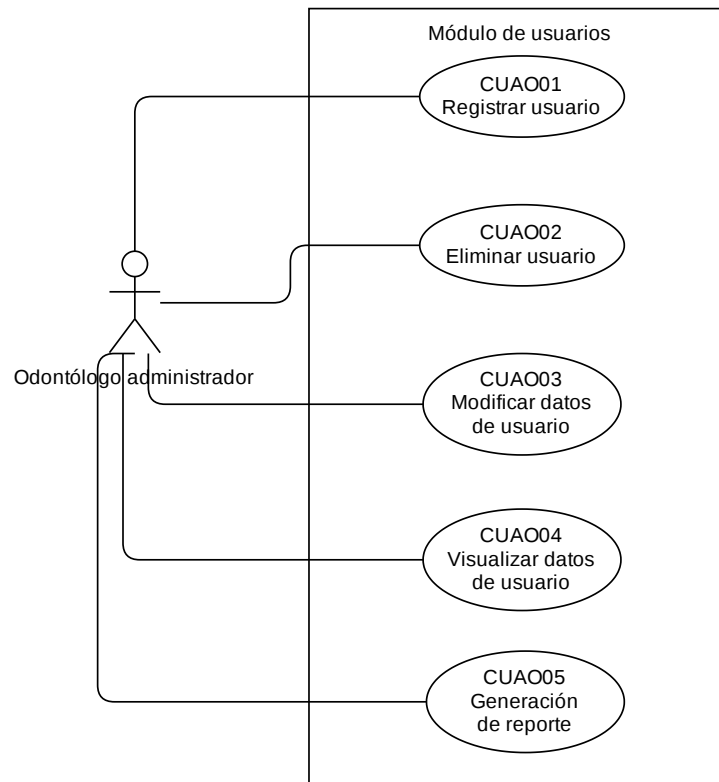 Módulo de usuarios
CUAO01
Registrar usuario
CUAO02
Eliminar usuario
Odontólogo administrador
CUAO03
Modificar datos
de usuario
CUAO04
Visualizar datos
de usuario
CUAO05
Generación
de reporte